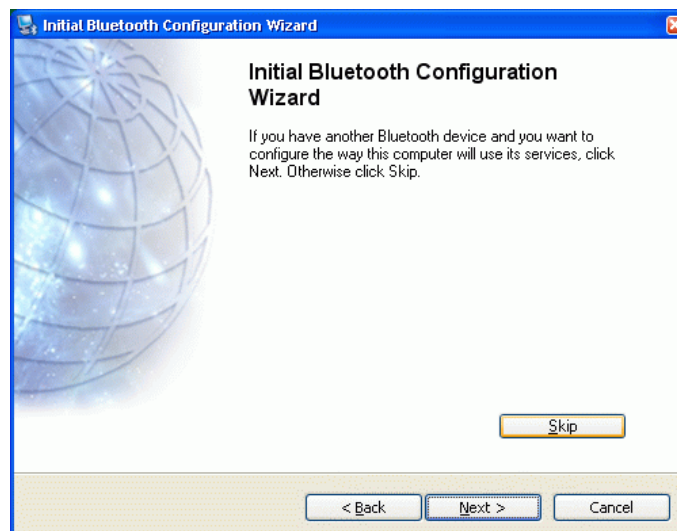 Initial Bluetooth Configuration Wizard
Initial Bluetooth Configuration
Wizard
If you have another Bluetooth device and you want to
configure the way this computer will use its services, click
Next. Otherwise click Skip.
Skip
< Back
Next >
Cancel